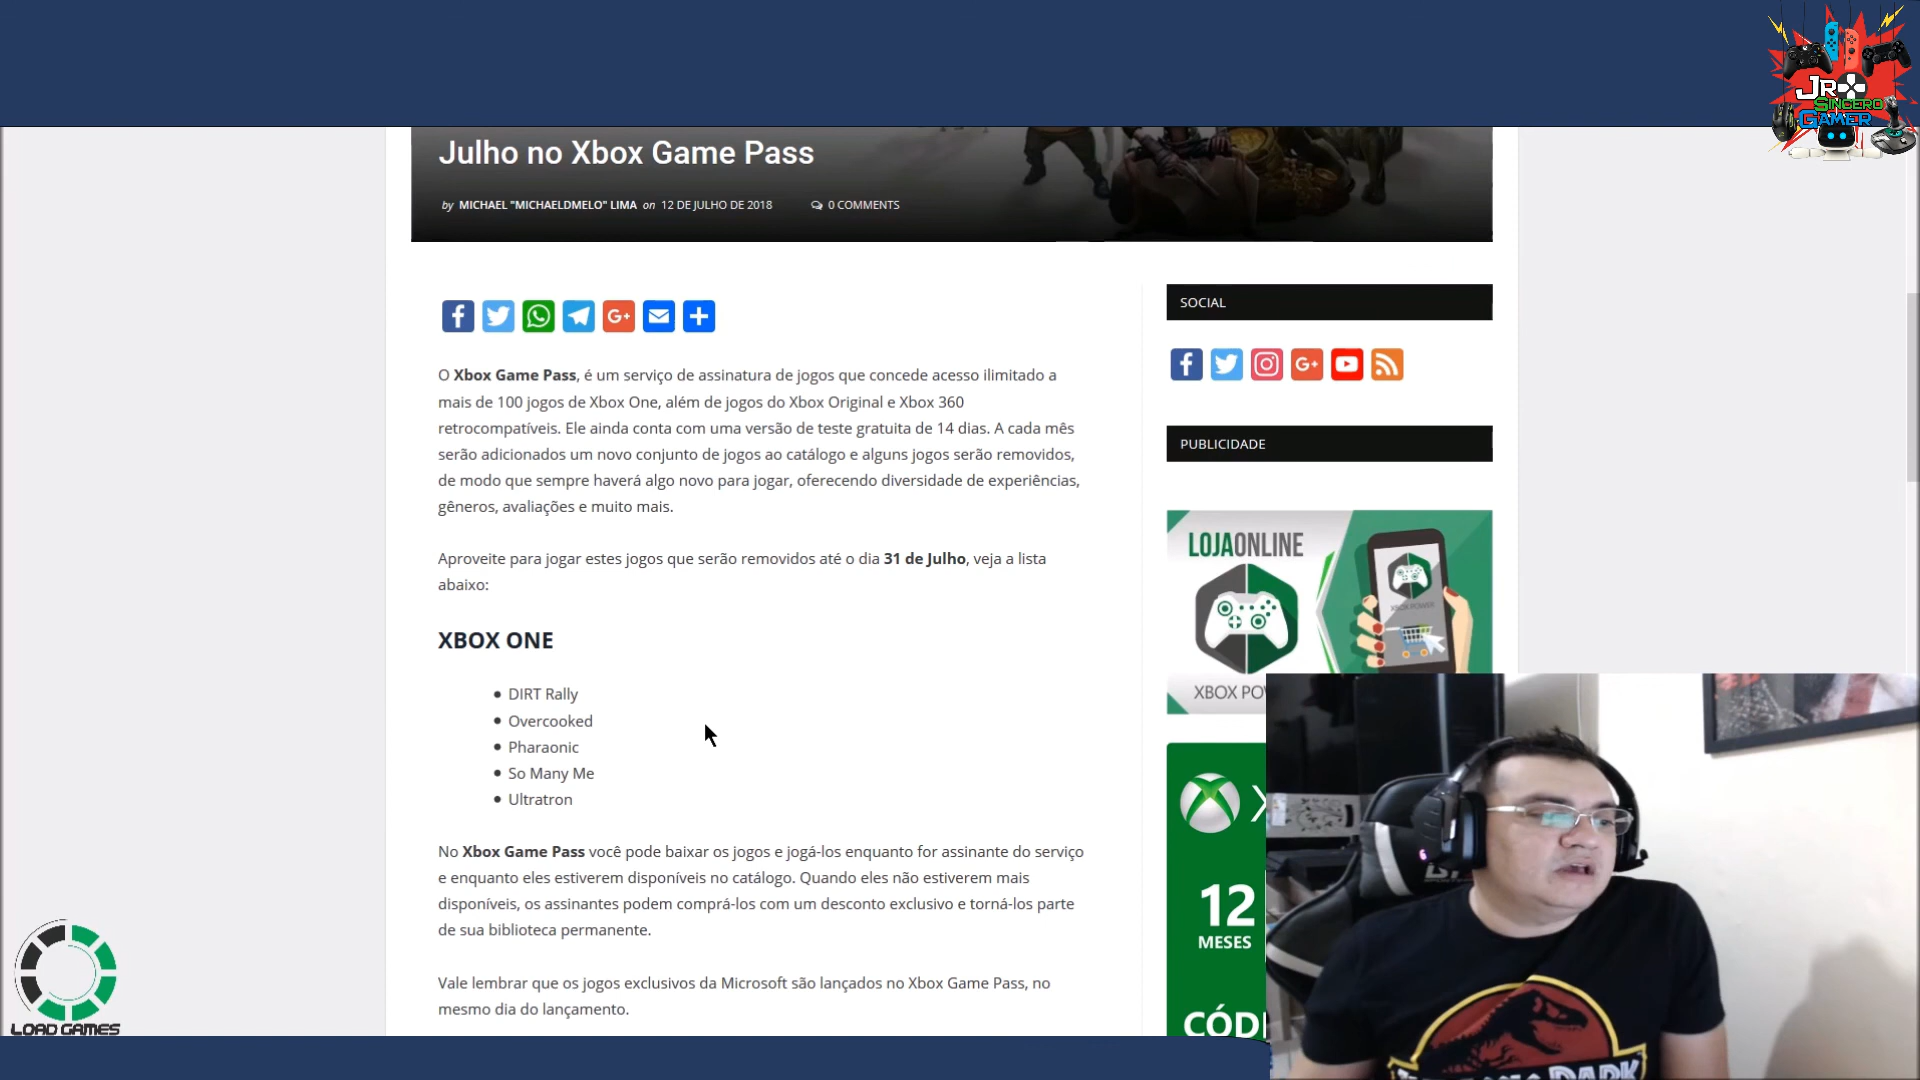 JR
SINCERO
GAMER
Julho no Xbox Game Pass
by MICHAEL "MICHAELDMELO" LIMA on 12 DE JULHO DE 2018 0 COMMENTS
O Xbox Game Pass, é um serviço de assinatura de jogos que concede acesso ilimitado a
mais de 100 jogos de Xbox One, além de jogos do Xbox Original e Xbox 360
retrocompatíveis. Ele ainda conta com uma versão de teste gratuita de 14 dias. A cada mês
serão adicionados um novo conjunto de jogos ao catálogo e alguns jogos serão removidos,
de modo que sempre haverá algo novo para jogar, oferecendo diversidade de experiências,
gêneros, avaliações e muito mais.
Aproveite para jogar estes jogos que serão removidos até o dia 31 de Julho, veja a lista
abaixo:
XBOX ONE
DIRT Rally
Overcooked
Pharaonic
So Many Me
Ultratron
No Xbox Game Pass você pode baixar os jogos e jogá-los enquanto for assinante do serviço
e enquanto eles estiverem disponíveis no catálogo. Quando eles não estiverem mais
disponíveis, os assinantes podem comprá-los com um desconto exclusivo e torná-los parte
de sua biblioteca permanente.
Vale lembrar que os jogos exclusivos da Microsoft são lançados no Xbox Game Pass, no
mesmo dia do lançamento.
SOCIAL
PUBLICIDADE
LOJAONLINE
XBOX POWER
XBOX PO
X
12
MESES
CÓDI
LOAD GAMES
PARK